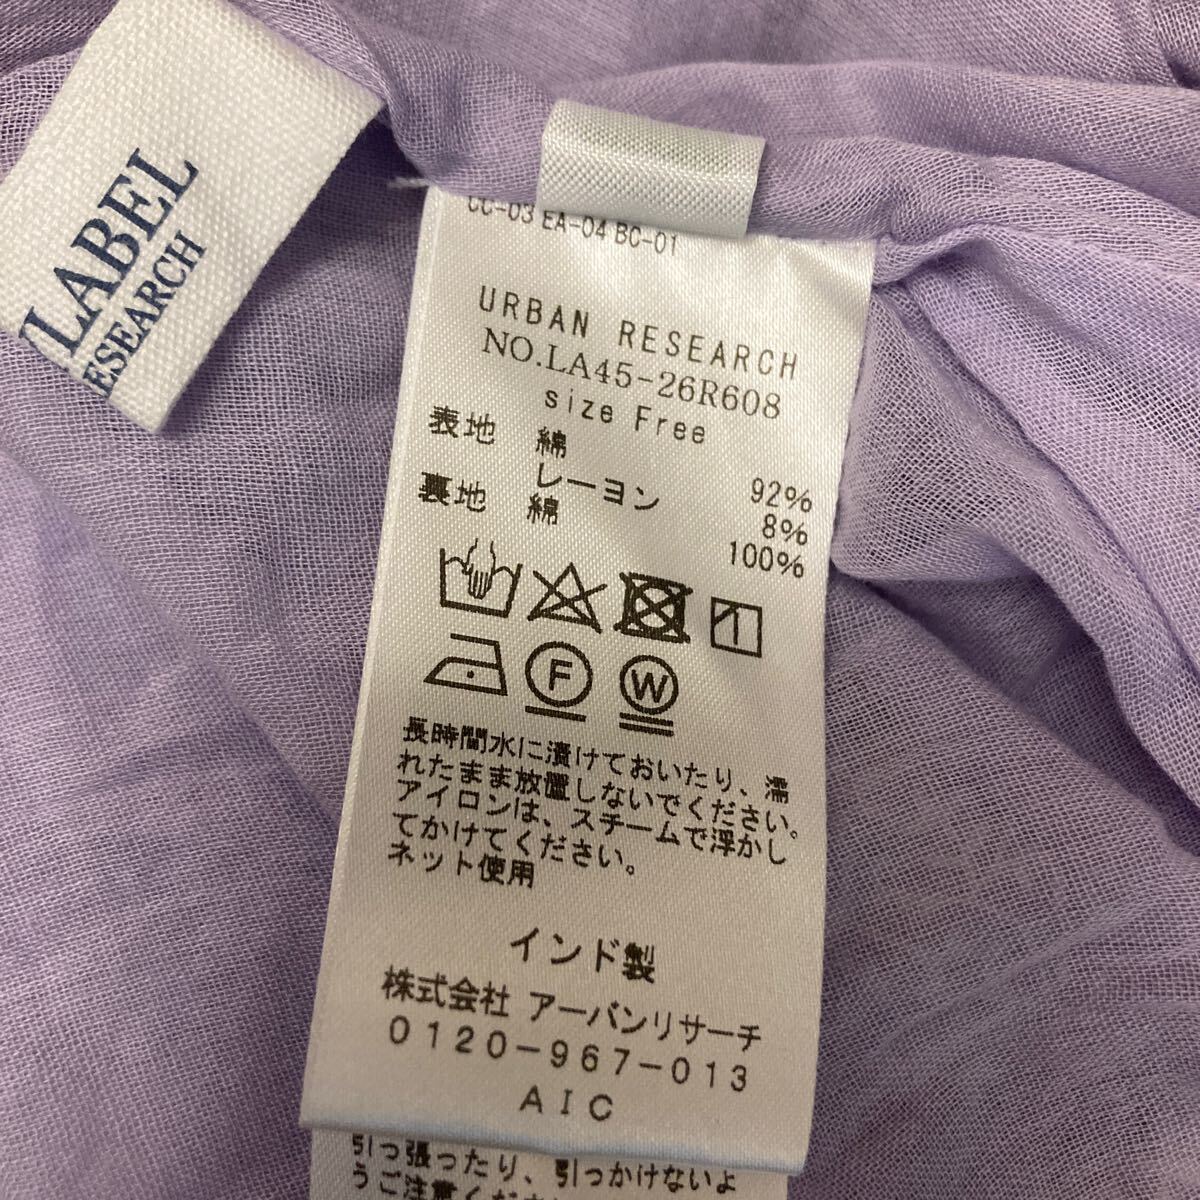 LABEL
RESEARCH
CC-03 EA-04 BC-01
URBAN RESEARCH
NO.LA45-26R608
size Free
表地 綿 92%
レーヨン 8%
裏地 綿 100%
F W
長時間水に漬けておいたり、濡
れたまま放置しないでください。
アイロンは、スチームで浮かし
てかけてください。
ネット使用
インド製
株式会社 アーバンリサーチ
0120-967-013
AIC
引っ張ったり、引っかけないよ
うご注意くださ